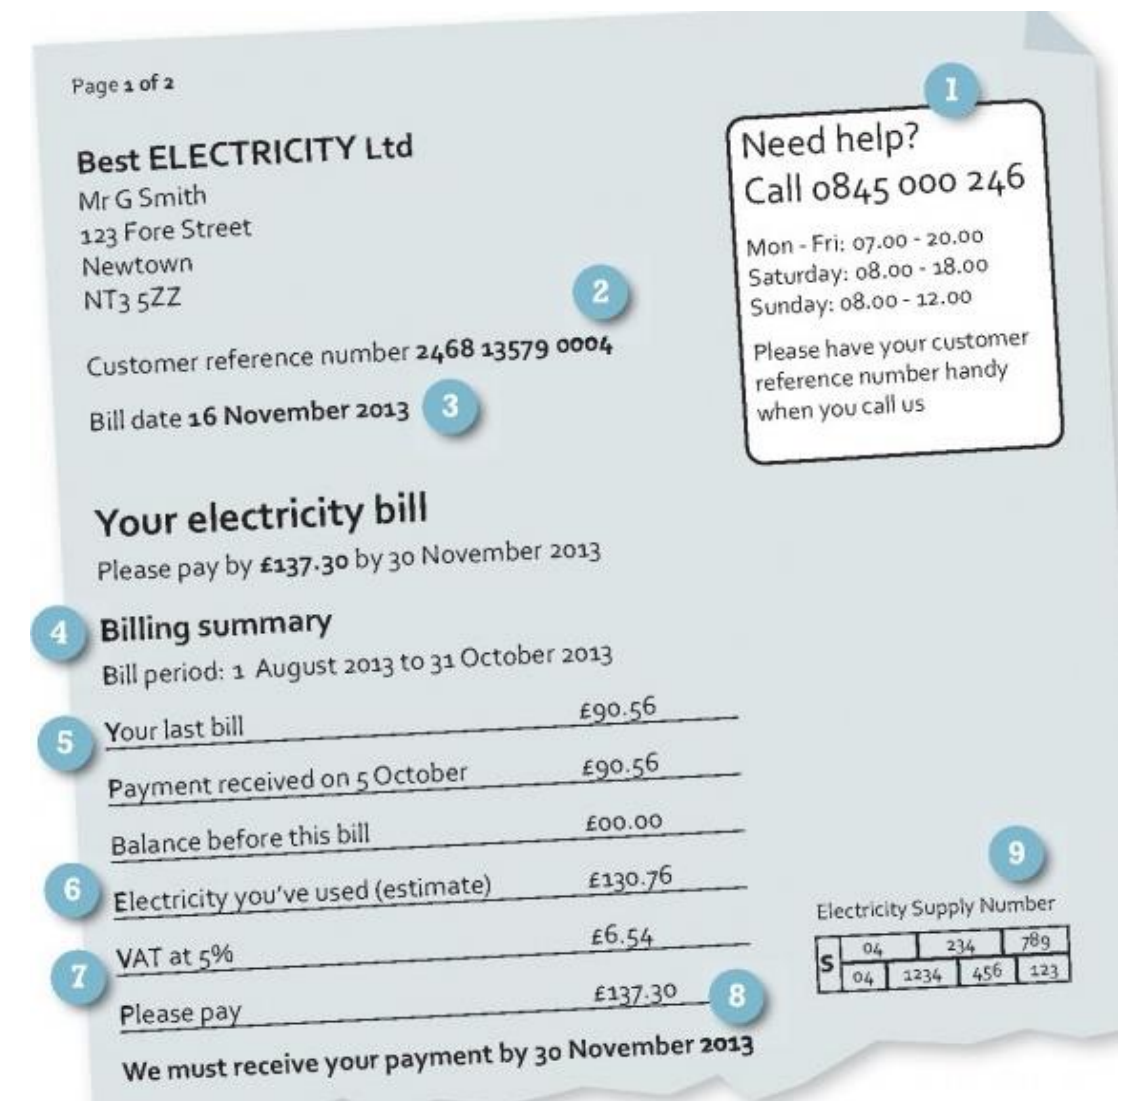 Page 1 of 2
1
Best ELECTRICITY Ltd
Mr G Smith
123 Fore Street
Newtown
NT3 5ZZ
Need help?
Call 0845 000 246
Mon - Fri: 07.00 - 20.00
Saturday: 08.00 - 18.00
Sunday: 08.00 - 12.00
Please have your customer
reference number handy
when you call us
2
Customer reference number 2468 13579 0004
Bill date 16 November 2013 3
Your electricity bill
Please pay by £137.30 by 30 November 2013
4 Billing summary
Bill period: 1 August 2013 to 31 October 2013
5 Your last bill £90.56
Payment received on 5 October £90.56
Balance before this bill £00.00
6 Electricity you've used (estimate) £130.76
7 VAT at 5% £6.54
Please pay £137.30 8
We must receive your payment by 30 November 2013
9
Electricity Supply Number
S 04 234 789
04 1234 456 123